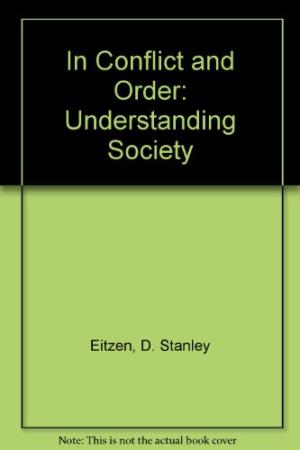 In Conflict and
Order:
Understanding
Society
Eitzen, D. Stanley
Note: This is not the actual book cover